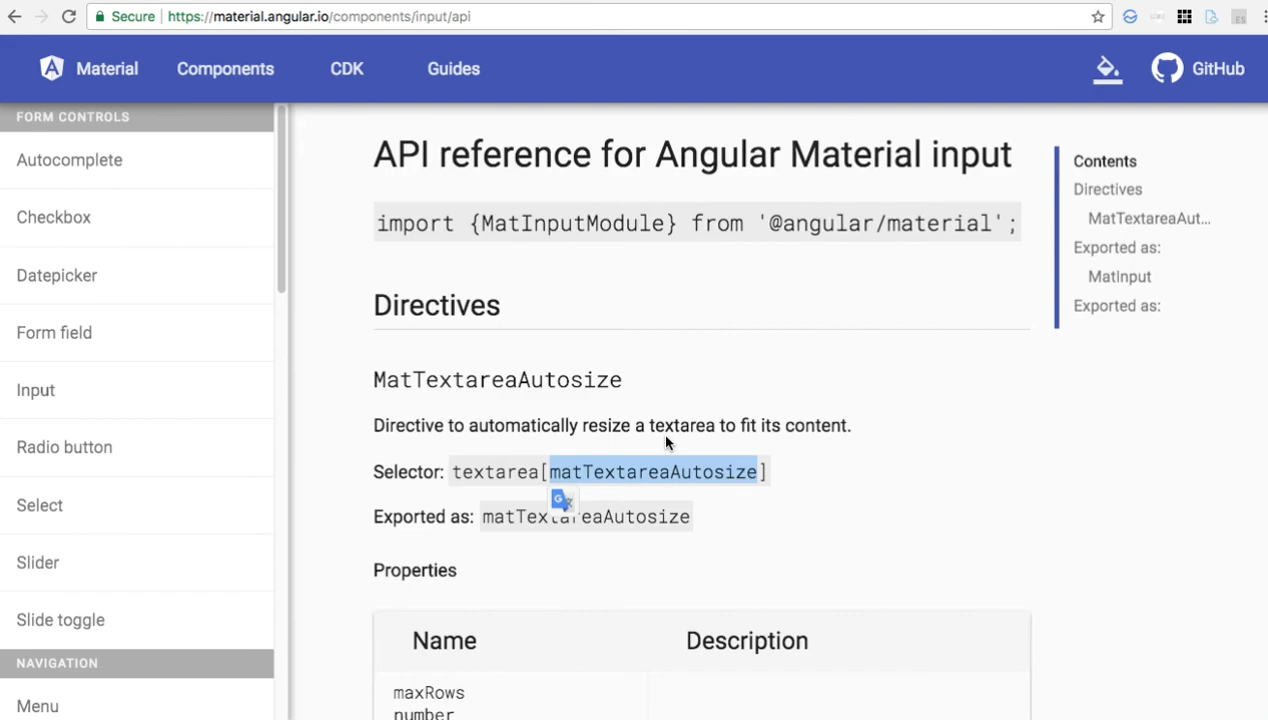 Secure
https://material.angular.io/components/input/api
Material
Components
CDK
Guides
GitHub
FORM CONTROLS
Autocomplete
Checkbox
Datepicker
Form field
Input
Radio button
Select
Slider
Slide toggle
NAVIGATION
Menu
API reference for Angular Material input
import {MatInputModule} from '@angular/material';
Directives
MatTextareaAutosize
Directive to automatically resize a textarea to fit its content.
Selector: textarea[matTextareaAutosize]
Exported as: matTextareaAutosize
Properties
Name Description
maxRows
number
Contents
Directives
MatTextareaAut...
Exported as:
MatInput
Exported as: